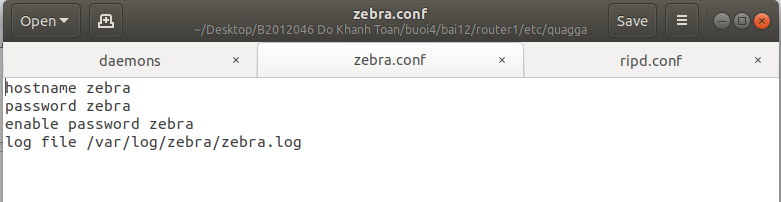 Open
zebra.conf
~/Desktop/B2012046 Do Khanh Toan/buoi4/bai12/router1/etc/quagga
Save
daemons × zebra.conf × ripd.conf ×
hostname zebra
password zebra
enable password zebra
log file /var/log/zebra/zebra.log